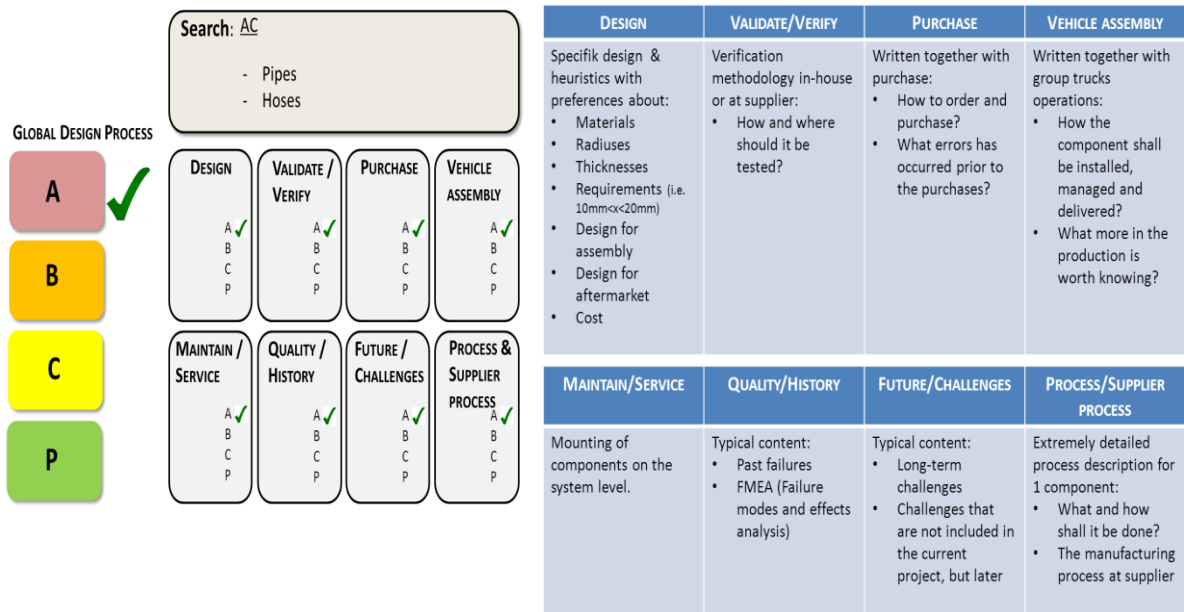 Search: AC
- Pipes
- Hoses
GLOBAL DESIGN PROCESS
A
B
C
P
DESIGN
A
B
C
P
VALIDATE /
VERIFY
A
B
C
P
PURCHASE
A
B
C
P
VEHICLE
ASSEMBLY
A
B
C
P
MAINTAIN /
SERVICE
A
B
C
P
QUALITY /
HISTORY
A
B
C
P
FUTURE /
CHALLENGES
A
B
C
P
PROCESS &
SUPPLIER
PROCESS
A
B
C
P
DESIGN
Specifik design &
heuristics with
preferences about:
• Materials
• Radiuses
• Thicknesses
• Requirements (i.e.
10mm<x<20mm)
• Design for
assembly
• Design for
aftermarket
• Cost
VALIDATE/VERIFY
Verification
methodology in-house
or at supplier:
• How and where
should it be
tested?
PURCHASE
Written together with
purchase:
• How to order and
purchase?
• What errors has
occurred prior to
the purchases?
VEHICLE ASSEMBLY
Written together with
group trucks
operations:
• How the
component shall
be installed,
managed and
delivered?
• What more in the
production is
worth knowing?
MAINTAIN/SERVICE
Mounting of
components on the
system level.
QUALITY/HISTORY
Typical content:
• Past failures
• FMEA (Failure
modes and effects
analysis)
FUTURE/CHALLENGES
Typical content:
• Long-term
challenges
• Challenges that
are not included in
the current
project, but later
PROCESS/SUPPLIER
PROCESS
Extremely detailed
process description for
1 component:
• What and how
shall it be done?
• The manufacturing
process at supplier